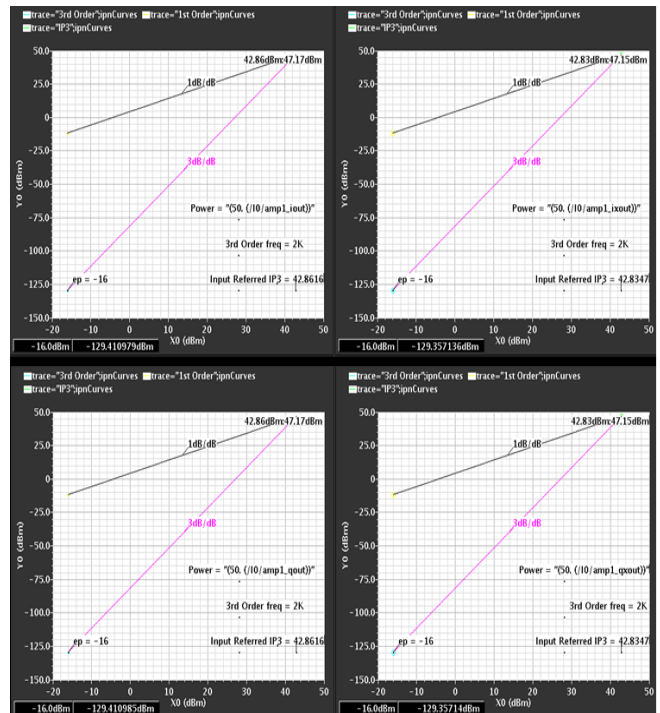 trace="3rd Order";ipnCurves trace="1st Order";ipnCurves
trace="IP3";ipnCurves
50.0
25.0
0
-25.0
-50.0
-75.0
-100.0
-125.0
-150.0
Y0 (dBm)
42.86dBm:47.17dBm
1dB/dB
3dB/dB
Power = "(50. (/I0/amp1_iout))"
3rd Order freq = 2K
ep = -16
Input Referred IP3 = 42.8616
-20 -10 0 10 20 30 40 50
X0 (dBm)
-16.0dBm -129.410979dBm
trace="3rd Order";ipnCurves trace="1st Order";ipnCurves
trace="IP3";ipnCurves
50.0
25.0
0
-25.0
-50.0
-75.0
-100.0
-125.0
-150.0
Y0 (dBm)
42.83dBm:47.15dBm
1dB/dB
3dB/dB
Power = "(50. (/I0/amp1_ixout))"
3rd Order freq = 2K
ep = -16
Input Referred IP3 = 42.8347
-20 -10 0 10 20 30 40 50
X0 (dBm)
-16.0dBm -129.357136dBm
trace="3rd Order";ipnCurves trace="1st Order";ipnCurves
trace="IP3";ipnCurves
50.0
25.0
0
-25.0
-50.0
-75.0
-100.0
-125.0
-150.0
Y0 (dBm)
42.86dBm:47.17dBm
1dB/dB
3dB/dB
Power = "(50. (/I0/amp1_qout))"
3rd Order freq = 2K
ep = -16
Input Referred IP3 = 42.8616
-20 -10 0 10 20 30 40 50
X0 (dBm)
-16.0dBm -129.410985dBm
trace="3rd Order";ipnCurves trace="1st Order";ipnCurves
trace="IP3";ipnCurves
50.0
25.0
0
-25.0
-50.0
-75.0
-100.0
-125.0
-150.0
Y0 (dBm)
42.83dBm:47.15dBm
1dB/dB
3dB/dB
Power = "(50. (/I0/amp1_qxout))"
3rd Order freq = 2K
ep = -16
Input Referred IP3 = 42.8347
-20 -10 0 10 20 30 40 50
X0 (dBm)
-16.0dBm -129.35714dBm